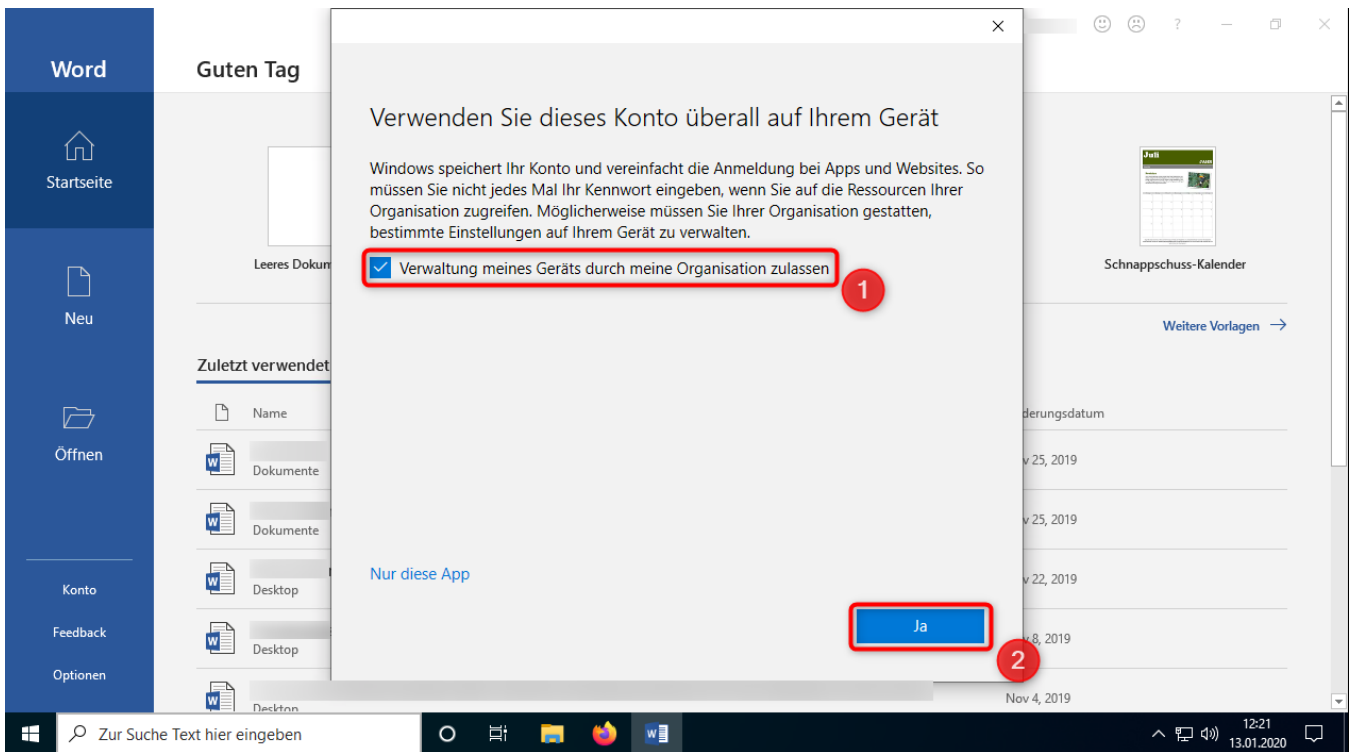 Word
Startseite
Neu
Öffnen
Konto
Feedback
Optionen
Guten Tag
?
Leeres Dokum
Schnappschuss-Kalender
Juli
Weitere Vorlagen
Zuletzt verwendet
Name
derungsdatum
Dokumente
v 25, 2019
Dokumente
v 25, 2019
Desktop
v 22, 2019
Desktop
v 8, 2019
Desktop
Nov 4, 2019
Verwenden Sie dieses Konto überall auf Ihrem Gerät
Windows speichert Ihr Konto und vereinfacht die Anmeldung bei Apps und Websites. So
müssen Sie nicht jedes Mal Ihr Kennwort eingeben, wenn Sie auf die Ressourcen Ihrer
Organisation zugreifen. Möglicherweise müssen Sie Ihrer Organisation gestatten,
bestimmte Einstellungen auf Ihrem Gerät zu verwalten.
Verwaltung meines Geräts durch meine Organisation zulassen
1
Nur diese App
Ja
2
Zur Suche Text hier eingeben
12:21
13.01.2020